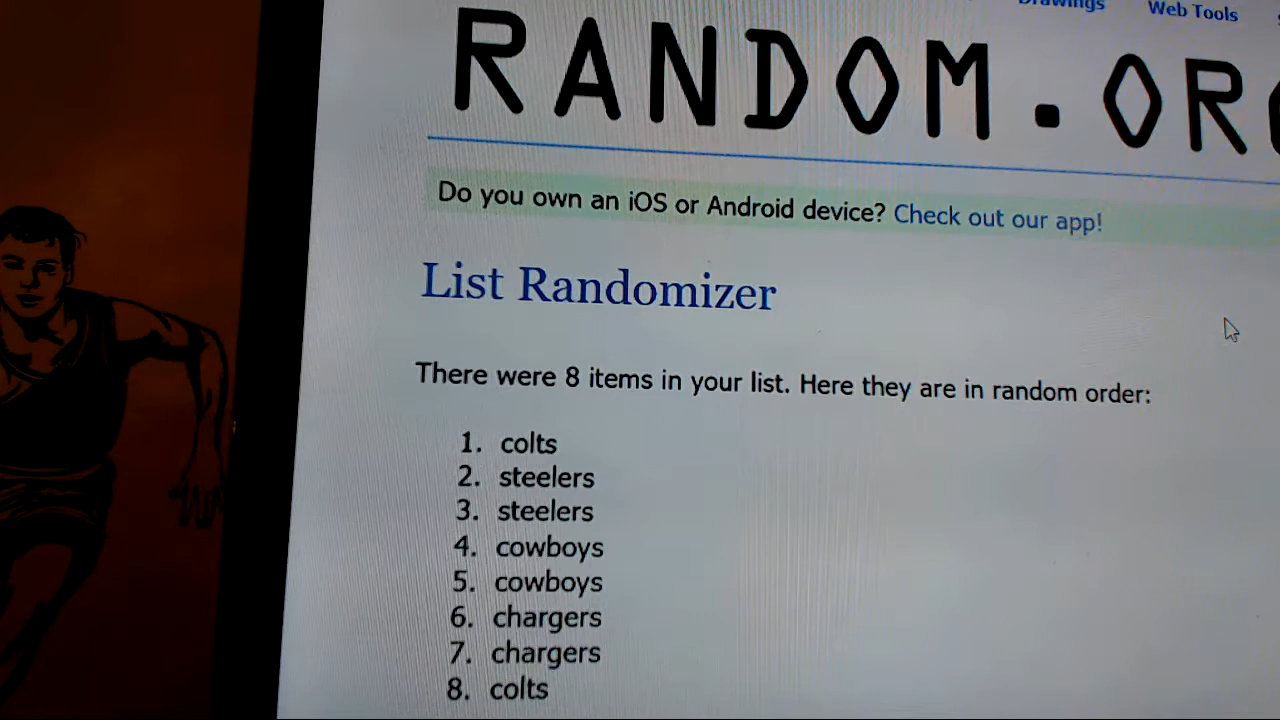 Drawings Web Tools
RANDOM.OR
Do you own an iOS or Android device? Check out our app!
List Randomizer
There were 8 items in your list. Here they are in random order:
1. colts
2. steelers
3. steelers
4. cowboys
5. cowboys
6. chargers
7. chargers
8. colts